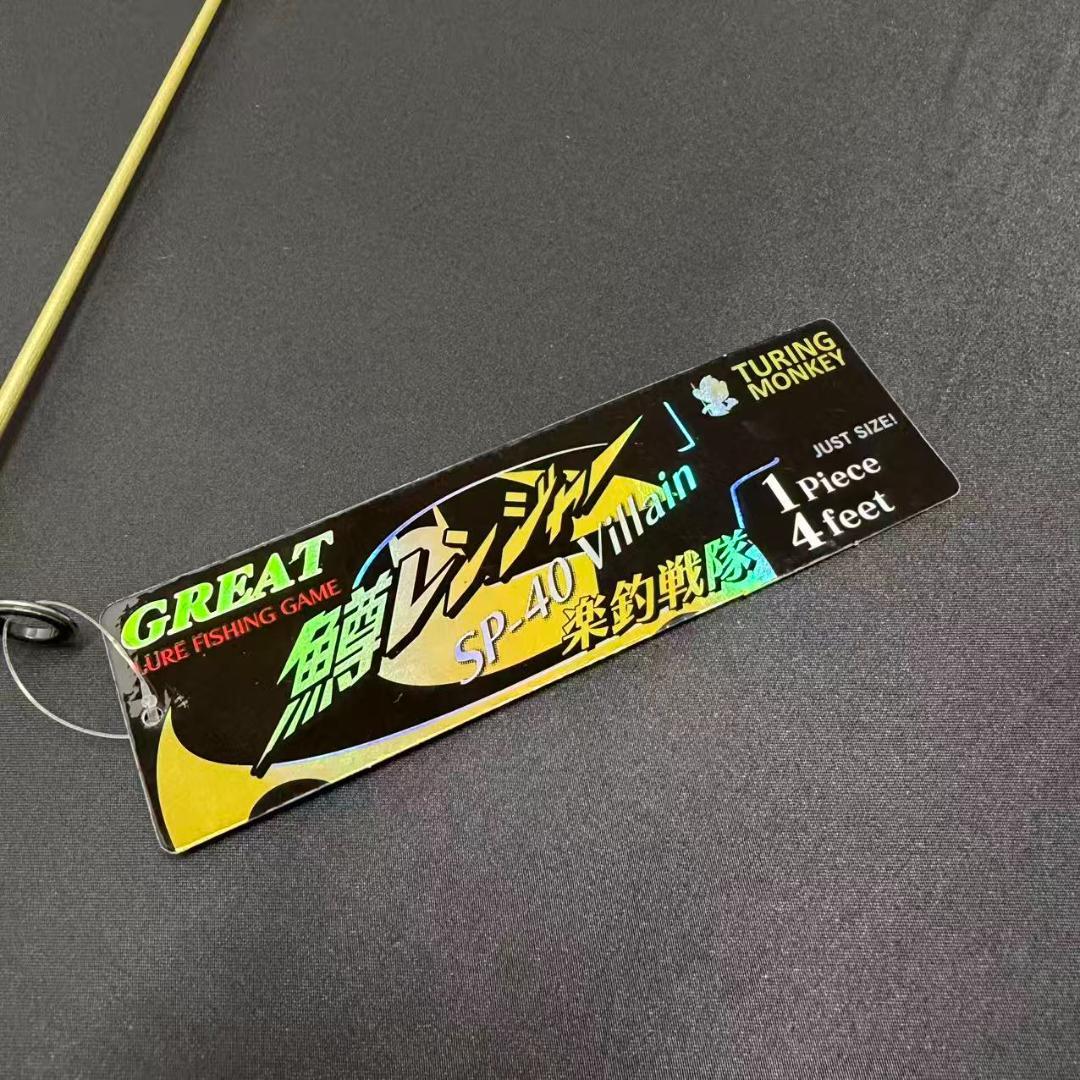 GREAT
LURE FISHING GAME
鱒レンジャー
SP-40 Villain
楽釣戦隊
TURING
MONKEY
JUST SIZE!
1 Piece
4 feet